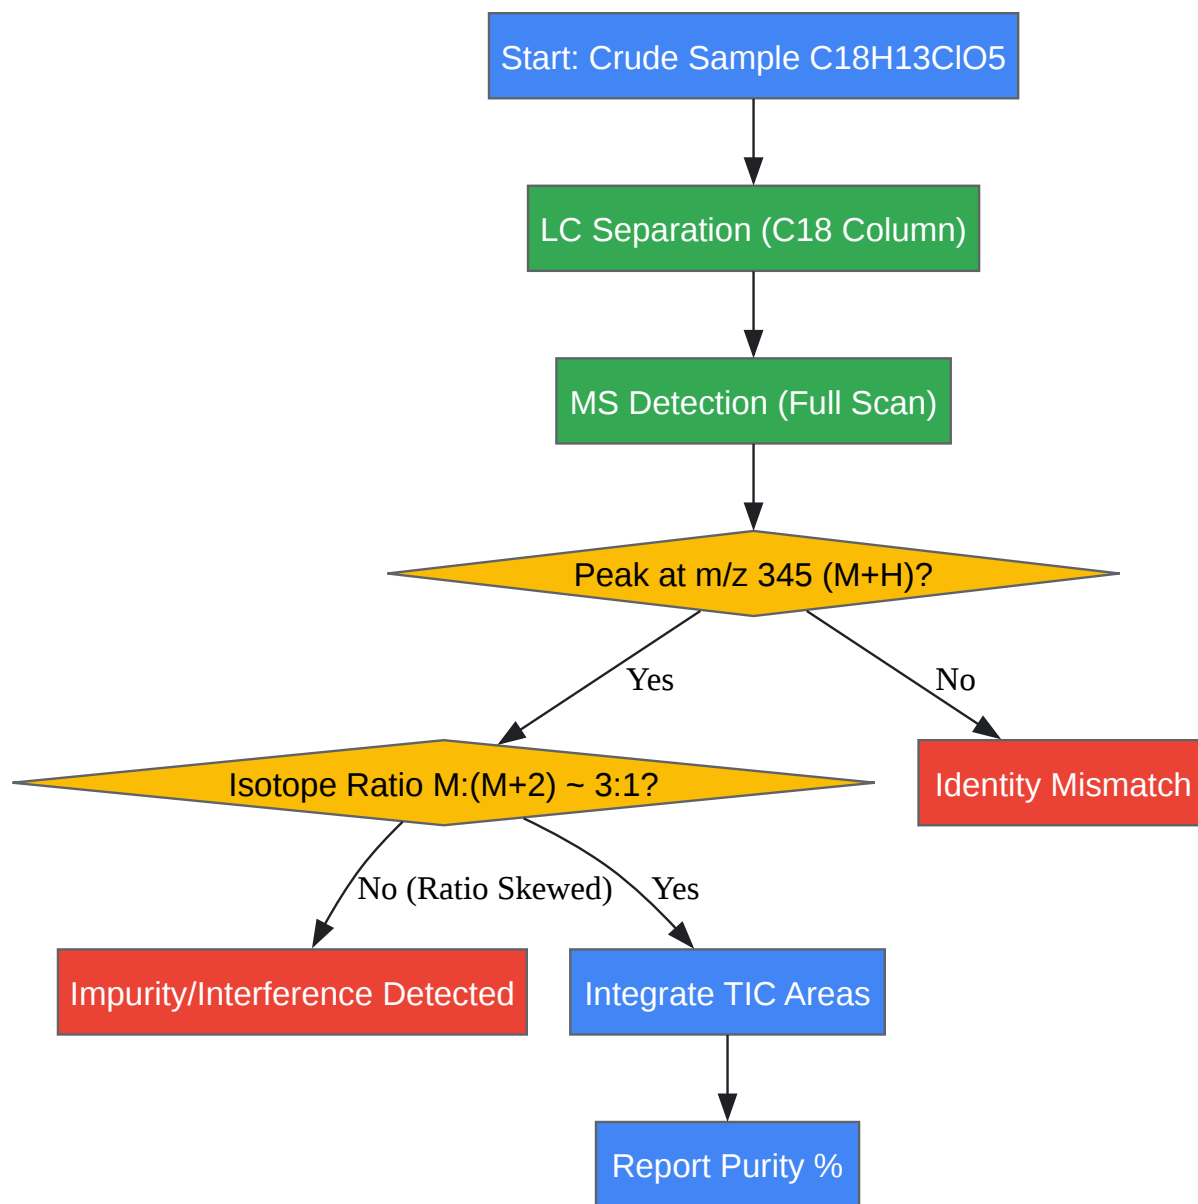 Start: Crude Sample C18H13ClO5
LC Separation (C18 Column)
MS Detection (Full Scan)
Peak at m/z 345 (M+H)?
Yes
No
Isotope Ratio M:(M+2) ~ 3:1?
Identity Mismatch
No (Ratio Skewed)
Yes
Impurity/Interference Detected
Integrate TIC Areas
Report Purity %